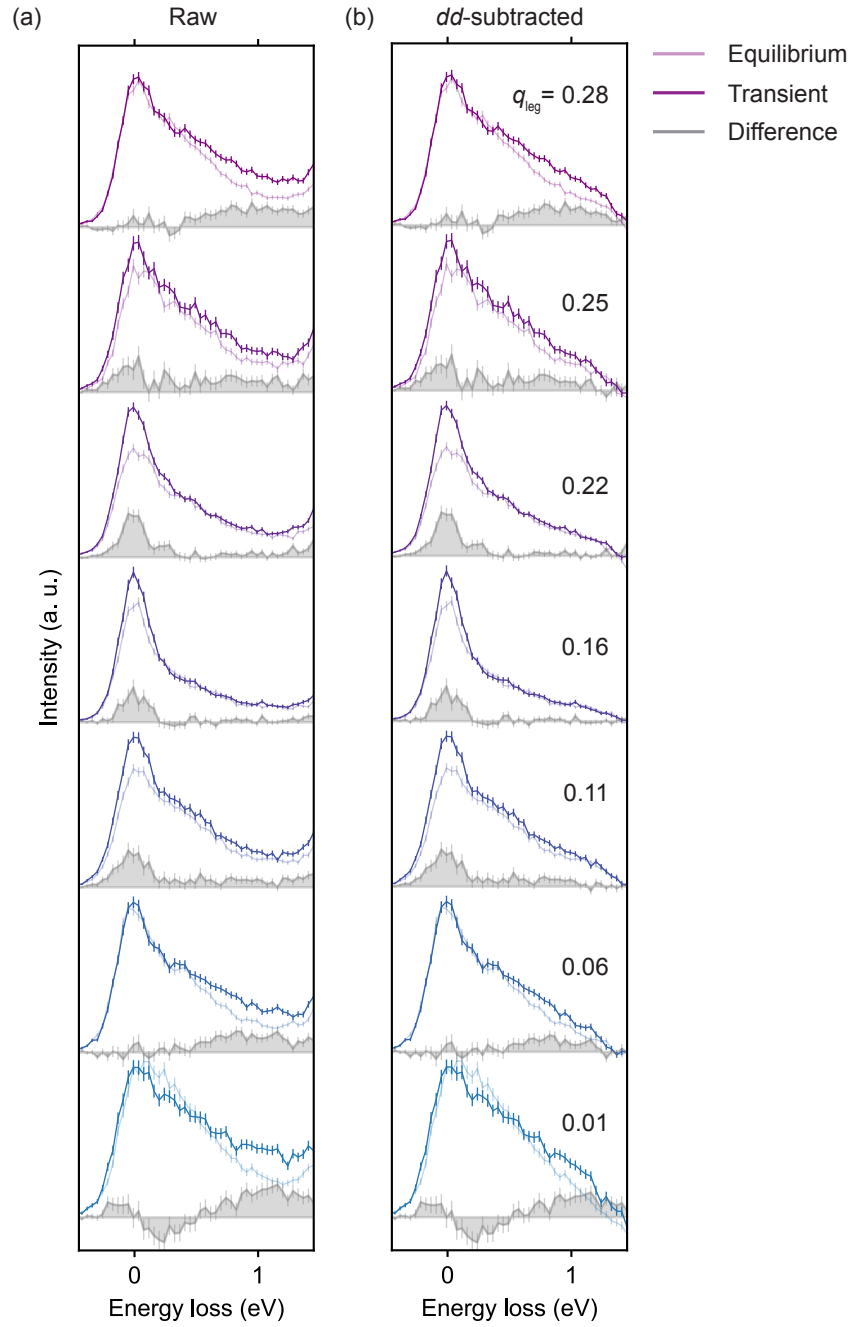 (a) Raw
(b) dd-subtracted
Equilibrium
Transient
Difference
q_leg = 0.28
0.25
0.22
0.16
0.11
0.06
0.01
Intensity (a. u.)
0 1
Energy loss (eV)
0 1
Energy loss (eV)